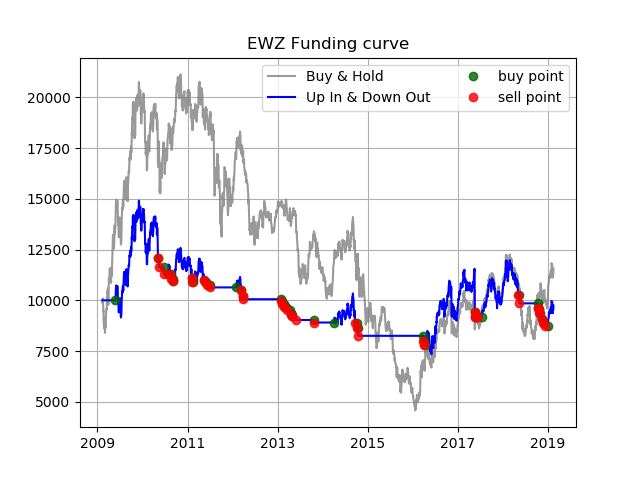 EWZ Funding curve
Buy & Hold
Up In & Down Out
buy point
sell point
20000
17500
15000
12500
10000
7500
5000
2009 2011 2013 2015 2017 2019